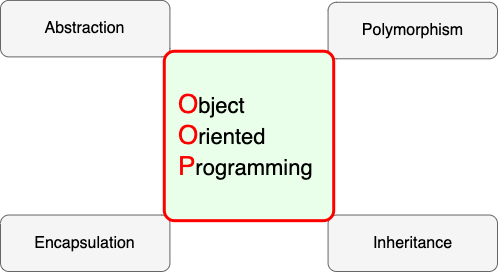 Abstraction
Polymorphism
Object
Oriented
Programming
Encapsulation
Inheritance